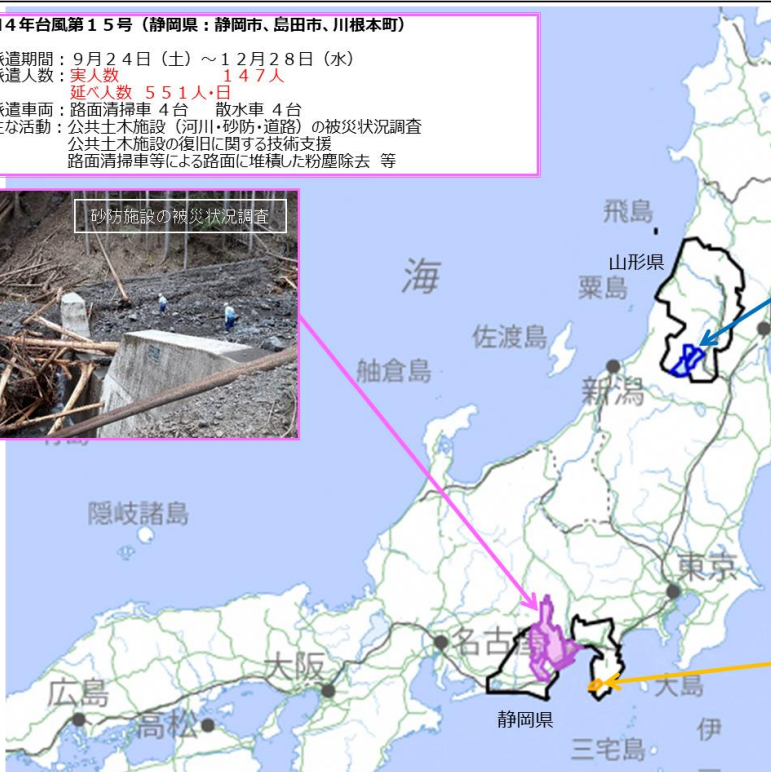 4年台風第１５号（静岡県：静岡市、島田市、川根本町）
遣期間：９月２４日（土）～１２月２８日（水）
遣人数：実人数　１４７人
延べ人数 ５５１人・日
遣車両：路面清掃車 ４台　散水車 ４台
な活動：公共土木施設（河川・砂防・道路）の被災状況調査
公共土木施設の復旧に関する技術支援
路面清掃車等による路面に堆積した粉塵除去 等
砂防施設の被災状況調査
飛島
山形県
海
粟島
佐渡島
舳倉島
新潟
隠岐諸島
東京
名古屋
大阪
広島
高松
大島
静岡県
伊
三宅島